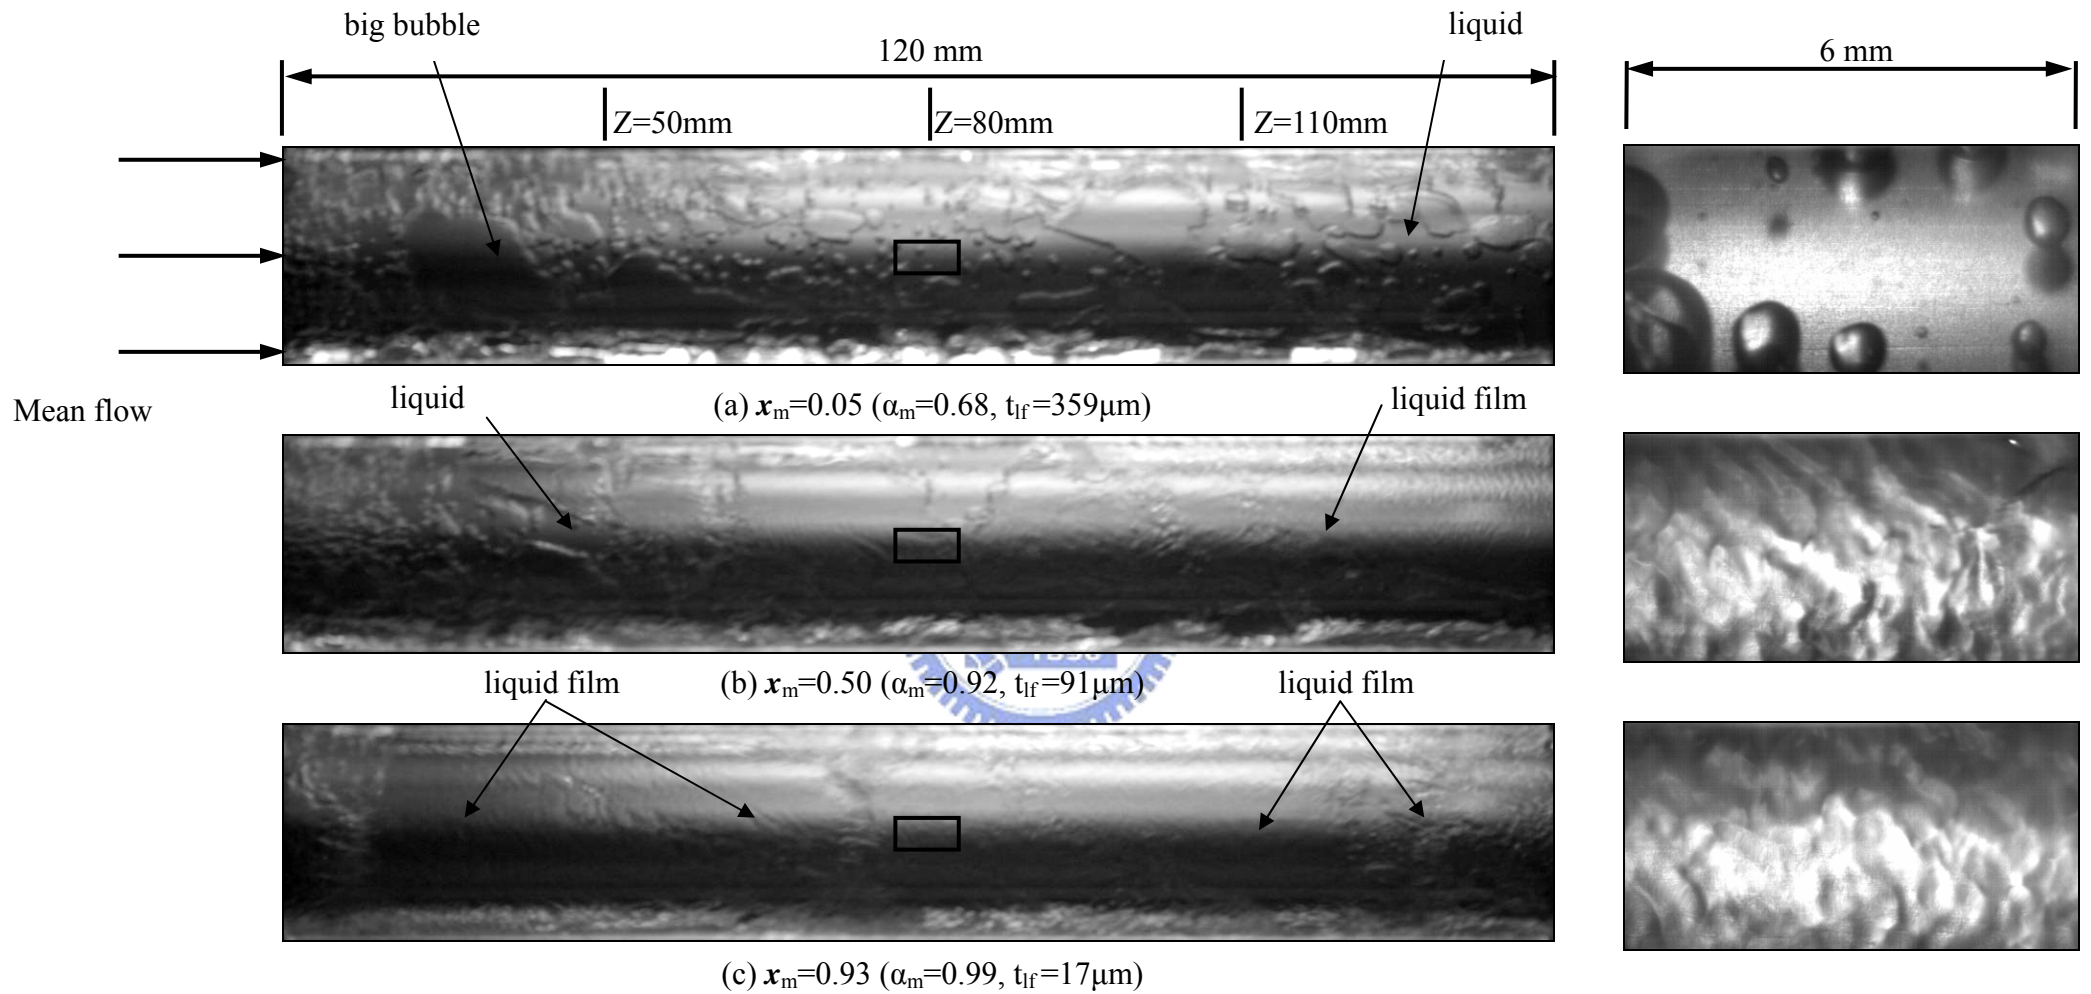 big bubble
liquid
120 mm
6 mm
Z=50mm
Z=80mm
Z=110mm
liquid
(a) xm=0.05 (αm=0.68, tlf=359μm)
liquid film
Mean flow
liquid film
(b) xm=0.50 (αm=0.92, tlf=91μm)
liquid film
(c) xm=0.93 (αm=0.99, tlf=17μm)